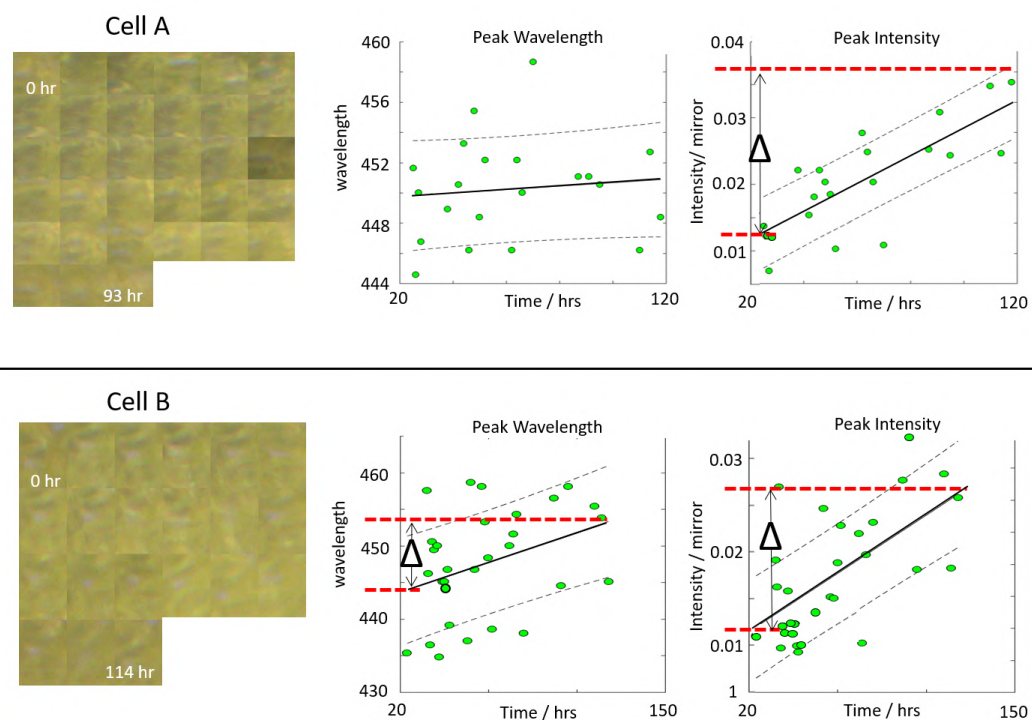 Cell A
0 hr
93 hr
Peak Wavelength
460
456
452
449
448
444
wavelength
20
Time / hrs
120
Peak Intensity
0.04
0.03
0.02
0.01
Intensity/ mirror
Δ
20
Time / hrs
120
Cell B
0 hr
114 hr
Peak Wavelength
460
450
440
430
wavelength
Δ
20
Time / hrs
150
Peak Intensity
0.03
0.02
0.01
1
Intensity / mirror
Δ
20
Time / hrs
150